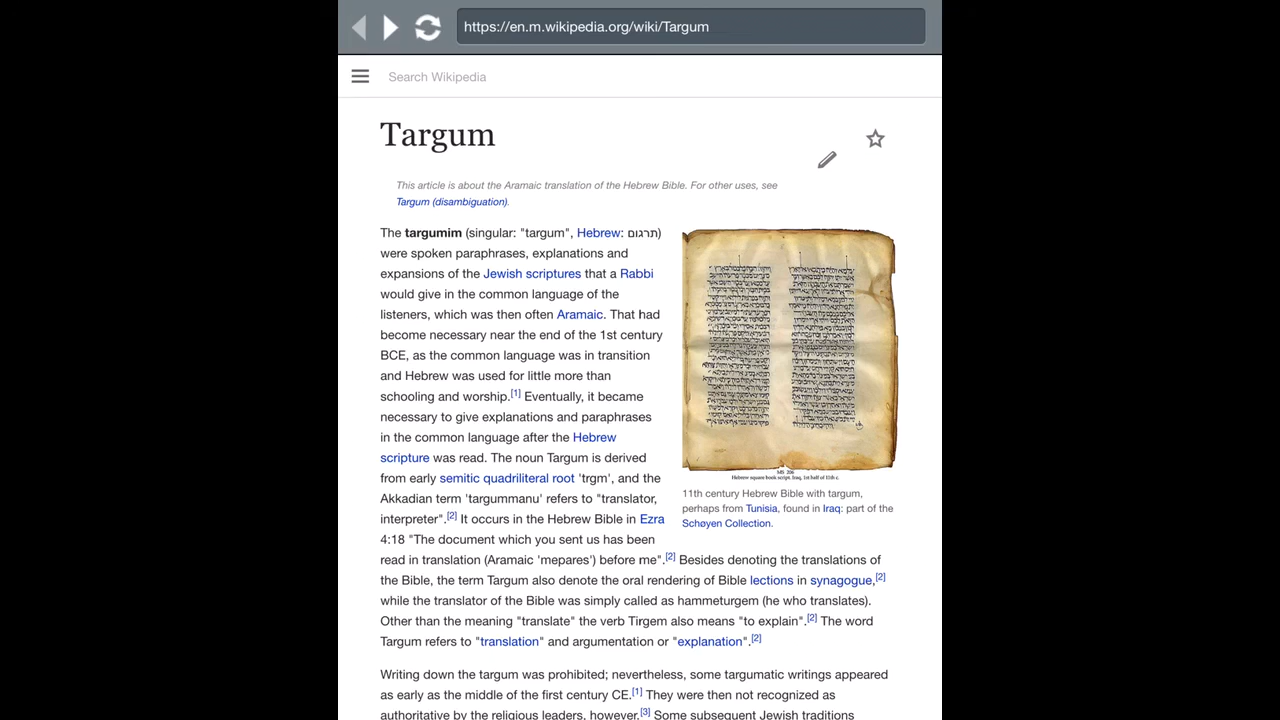 https://en.m.wikipedia.org/wiki/Targum
Search Wikipedia
Targum
This article is about the Aramaic translation of the Hebrew Bible. For other uses, see
Targum (disambiguation).
The targumim (singular: "targum", Hebrew: תרגום)
were spoken paraphrases, explanations and
expansions of the Jewish scriptures that a Rabbi
would give in the common language of the
listeners, which was then often Aramaic. That had
become necessary near the end of the 1st century
BCE, as the common language was in transition
and Hebrew was used for little more than
schooling and worship.[1] Eventually, it became
necessary to give explanations and paraphrases
in the common language after the Hebrew
scripture was read. The noun Targum is derived
from early semitic quadriliteral root 'trgm', and the
Akkadian term 'targummanu' refers to "translator,
interpreter".[2] It occurs in the Hebrew Bible in Ezra
4:18 "The document which you sent us has been
read in translation (Aramaic 'mepares') before me".[2] Besides denoting the translations of
the Bible, the term Targum also denote the oral rendering of Bible lections in synagogue,[2]
while the translator of the Bible was simply called as hammeturgem (he who translates).
Other than the meaning "translate" the verb Tirgem also means "to explain".[2] The word
Targum refers to "translation" and argumentation or "explanation".[2]
MS 206
Hebrew square book script. Iraq, 1st half of 11th c.
11th century Hebrew Bible with targum,
perhaps from Tunisia, found in Iraq: part of the
Schøyen Collection.
Writing down the targum was prohibited; nevertheless, some targumatic writings appeared
as early as the middle of the first century CE.[1] They were then not recognized as
authoritative by the religious leaders, however.[3] Some subsequent Jewish traditions